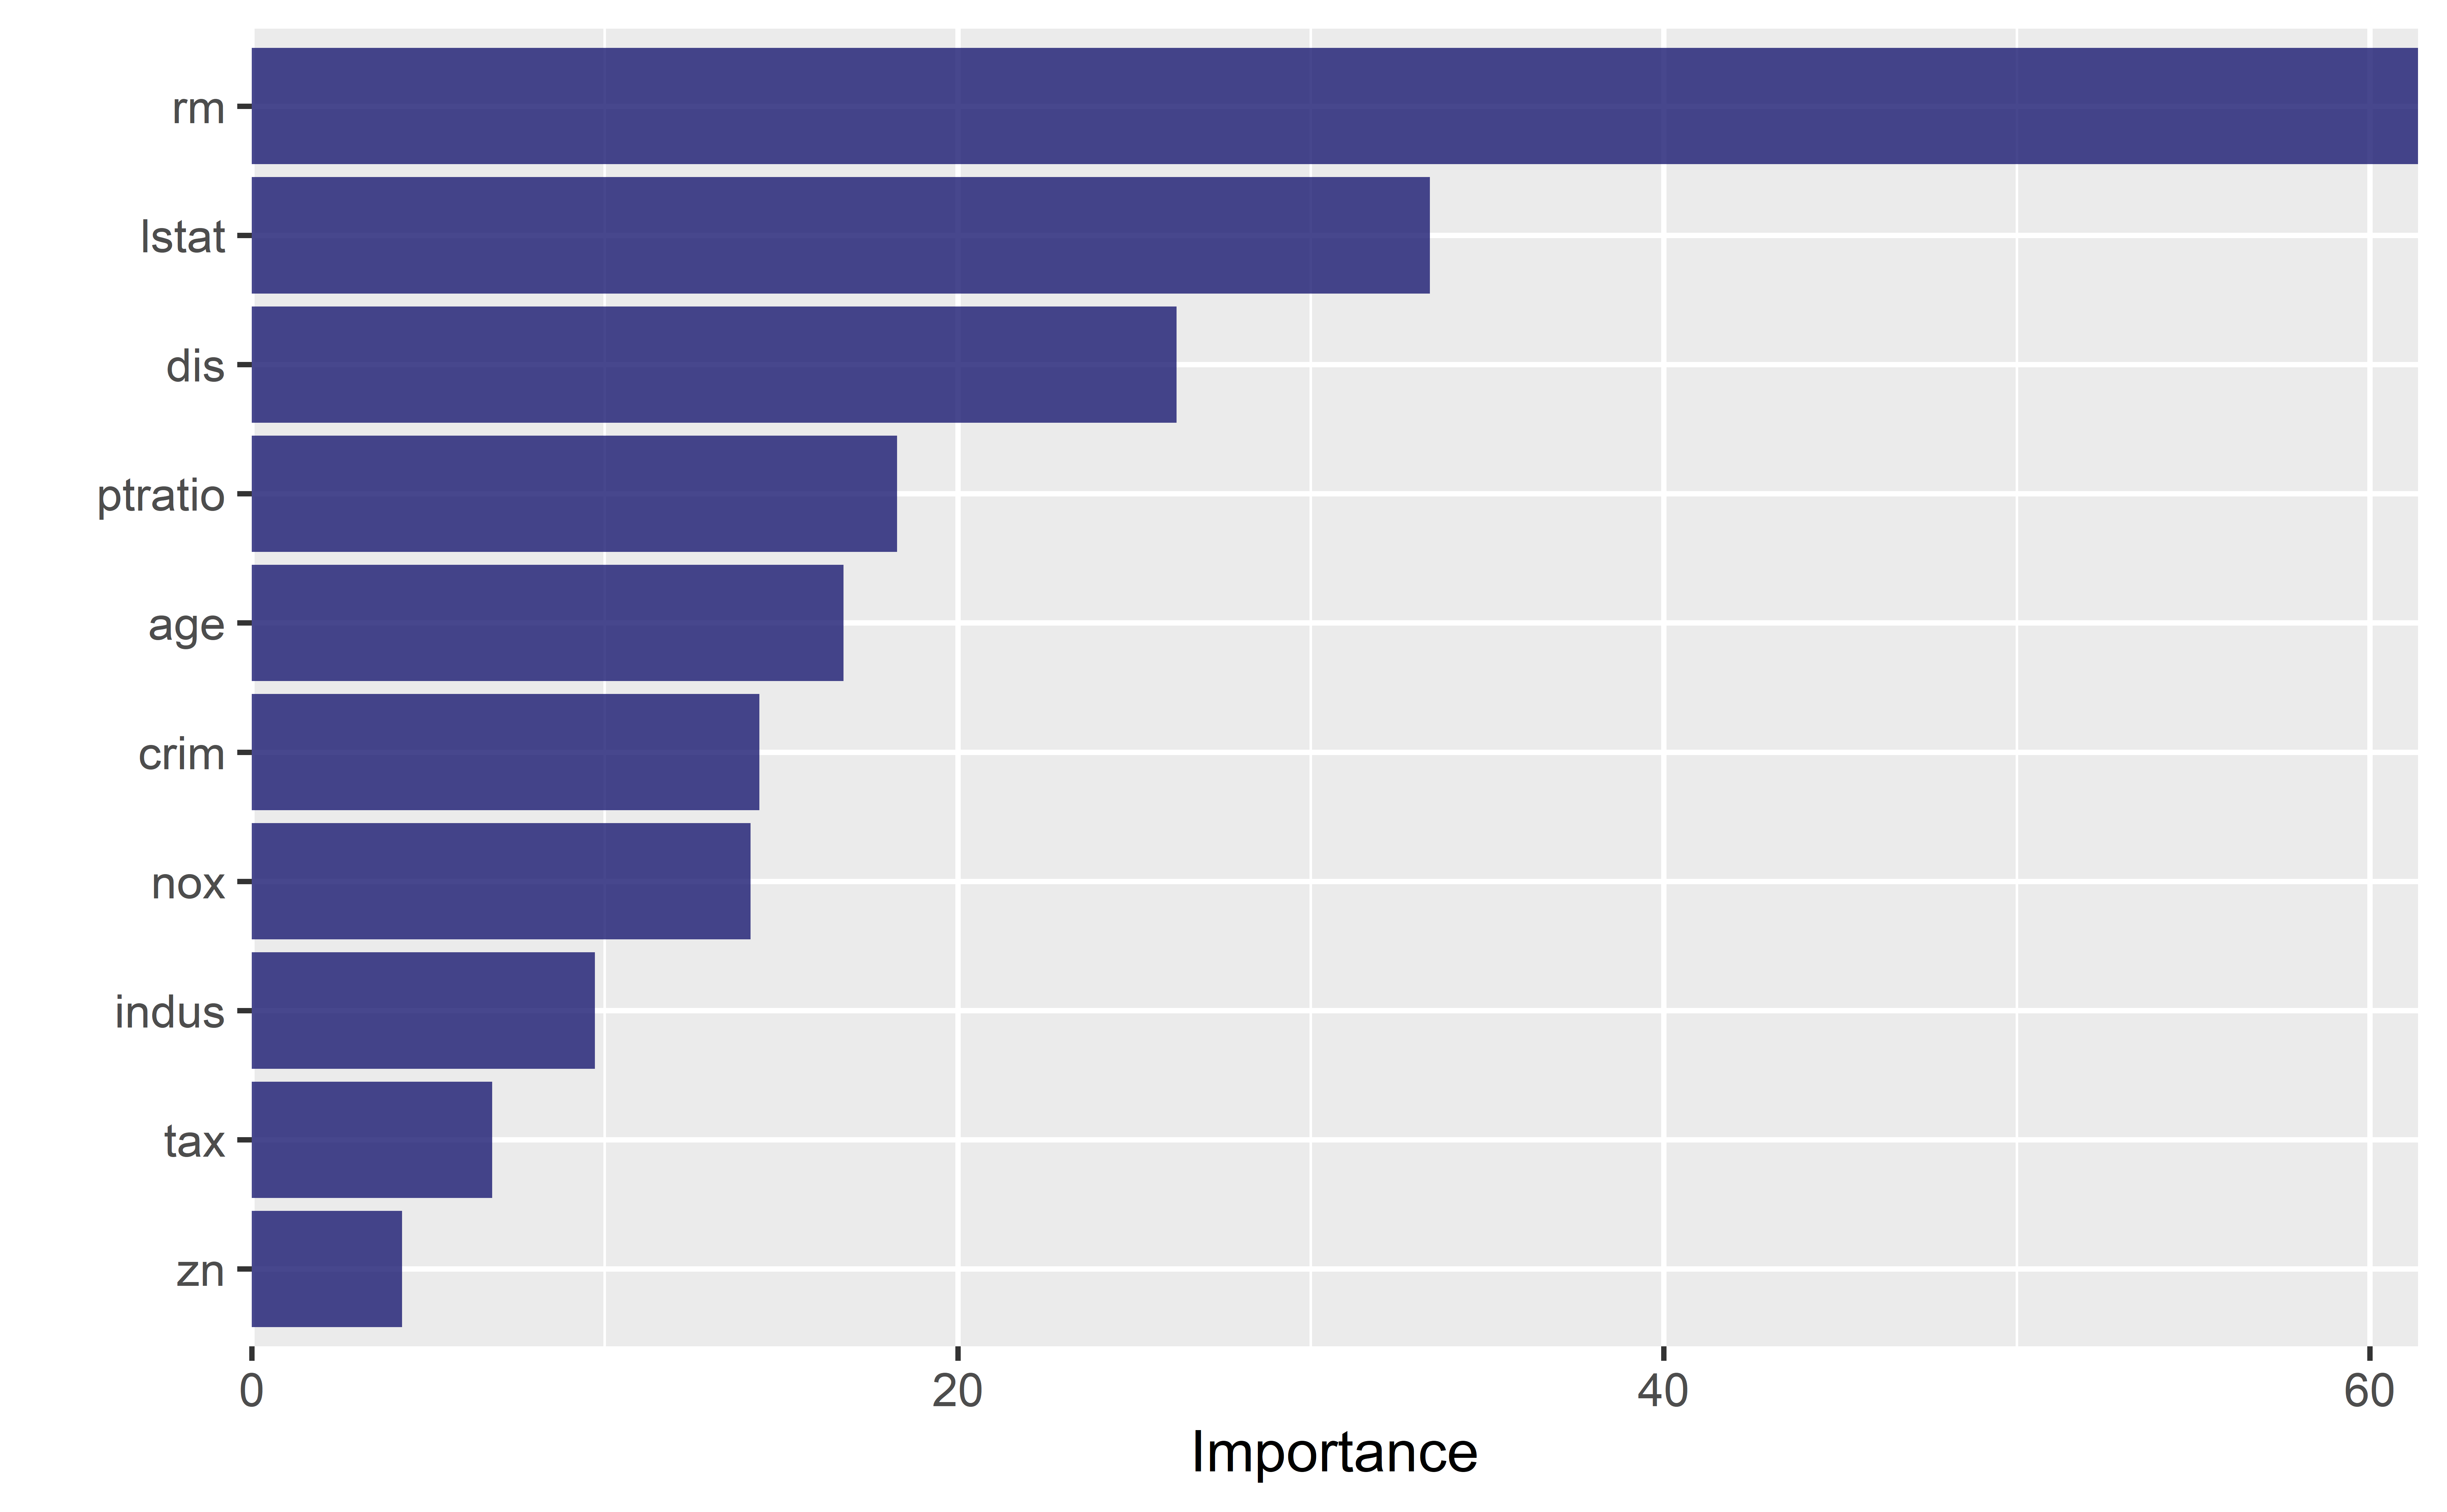 rm
lstat
dis
ptratio
age
crim
nox
indus
tax
zn
0 20 40 60
Importance